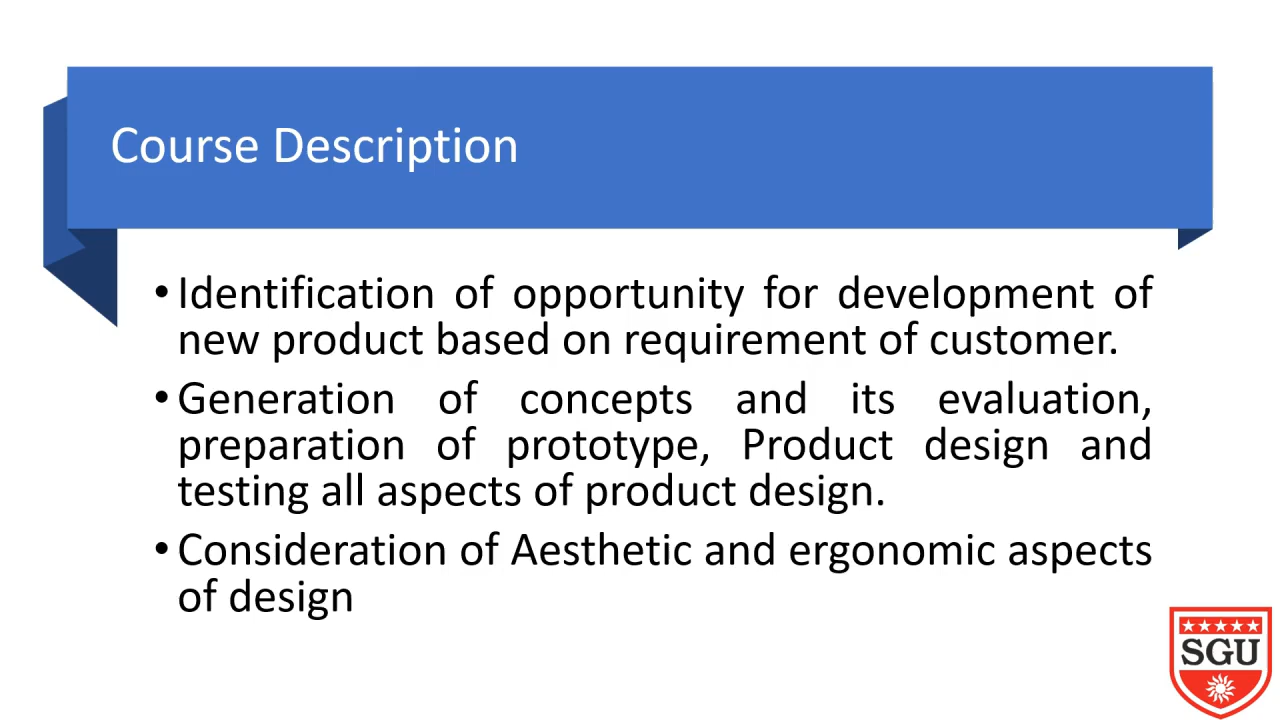 Course Description
• Identification of opportunity for development of
new product based on requirement of customer.
• Generation of concepts and its evaluation,
preparation of prototype, Product design and
testing all aspects of product design.
• Consideration of Aesthetic and ergonomic aspects
of design
SGU